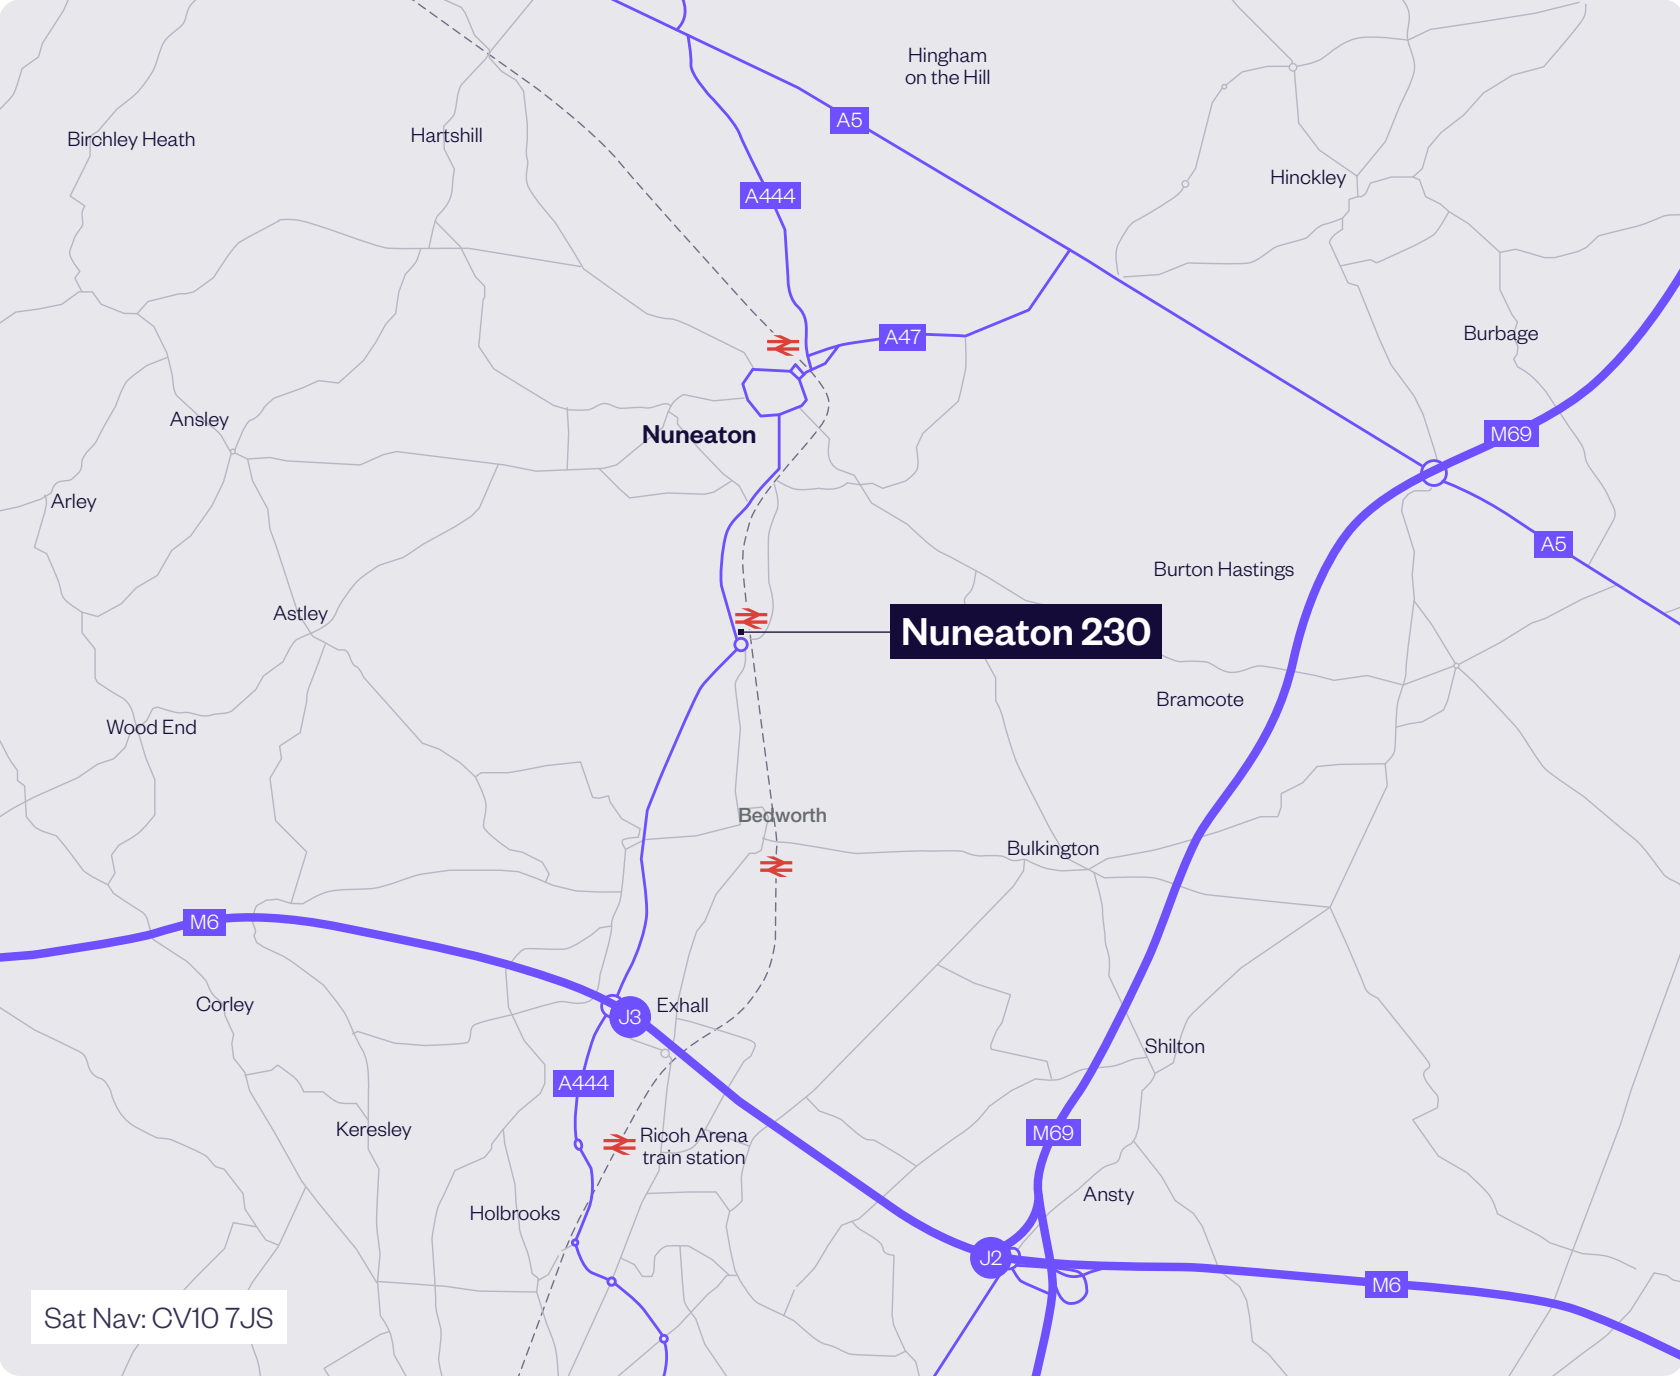 Hingham
on the Hill
A5
Birchley Heath
Hartshill
Hinckley
A444
Burbage
A47
Ansley
Nuneaton
M69
Arley
A5
Burton Hastings
Astley
Nuneaton 230
Bramcote
Wood End
Bedworth
Bulkington
M6
Corley
Exhall
J3
Shilton
A444
Keresley
Ricoh Arena
train station
M69
Ansty
Holbrooks
J2
M6
Sat Nav: CV10 7JS